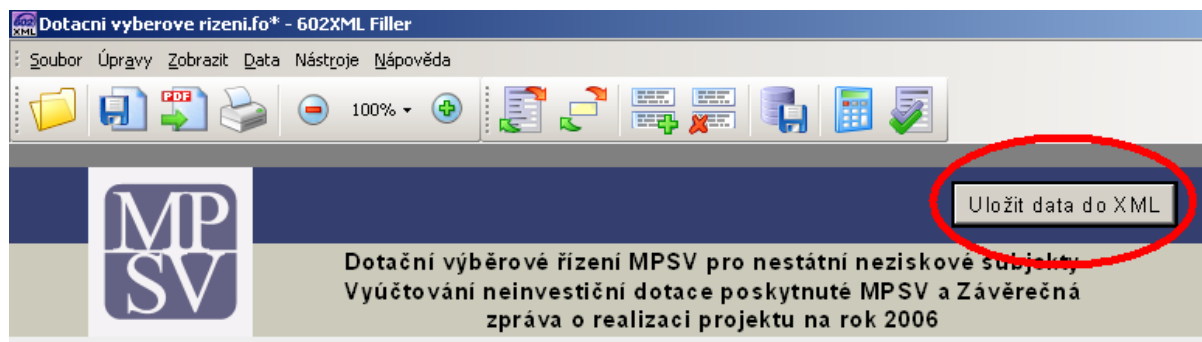 602 XML Dotacni vyberove rizeni.fo* - 602XML Filler
Soubor Úpravy Zobrazit Data Nástroje Nápověda
PDF 100%
Uložit data do XML
MP
SV
Dotační výběrové řízení MPSV pro nestátní neziskové subjekty
Vyúčtování neinvestiční dotace poskytnuté MPSV a Závěrečná
zpráva o realizaci projektu na rok 2006